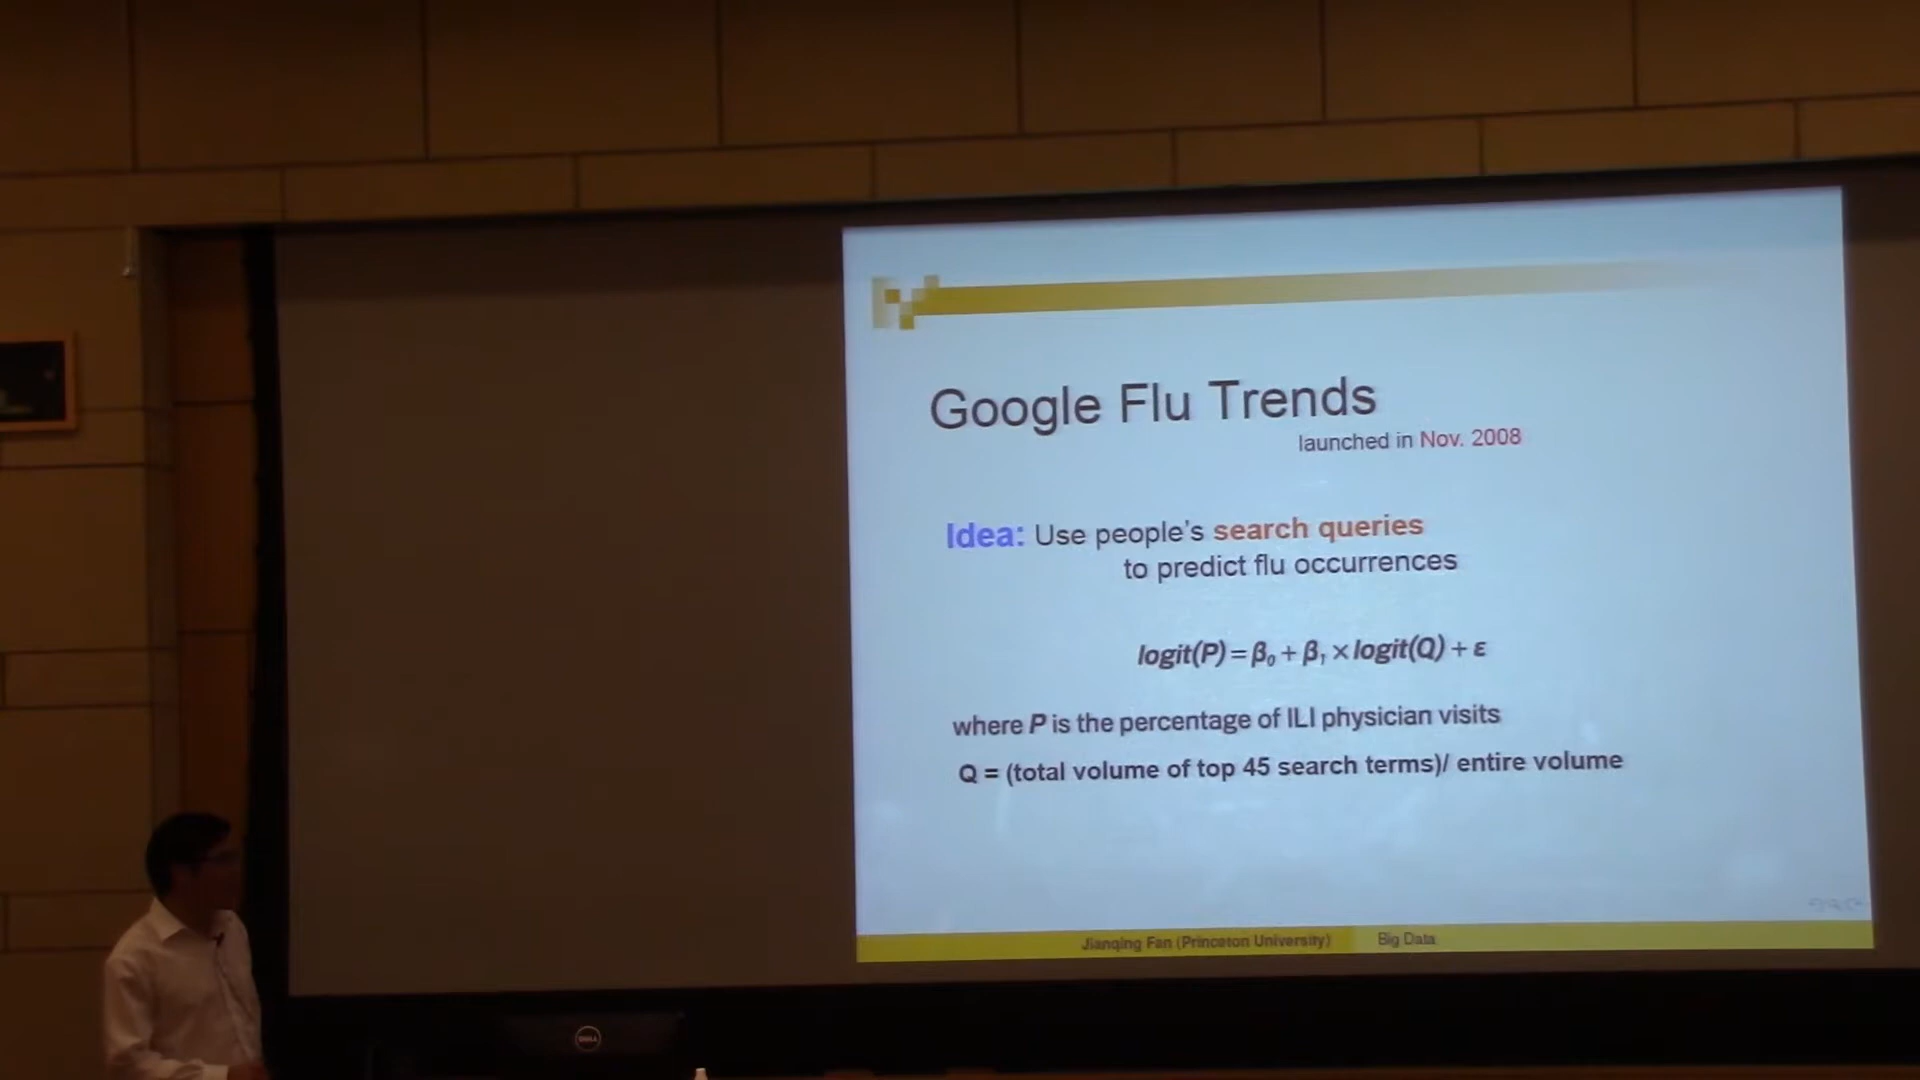 Google Flu Trends
launched in Nov. 2008
Idea: Use people's search queries
to predict flu occurrences
logit(P) = β₀ + β₁ × logit(Q) + ε
where P is the percentage of ILI physician visits
Q = (total volume of top 45 search terms)/ entire volume
Jianqing Fan (Princeton University) Big Data
DELL